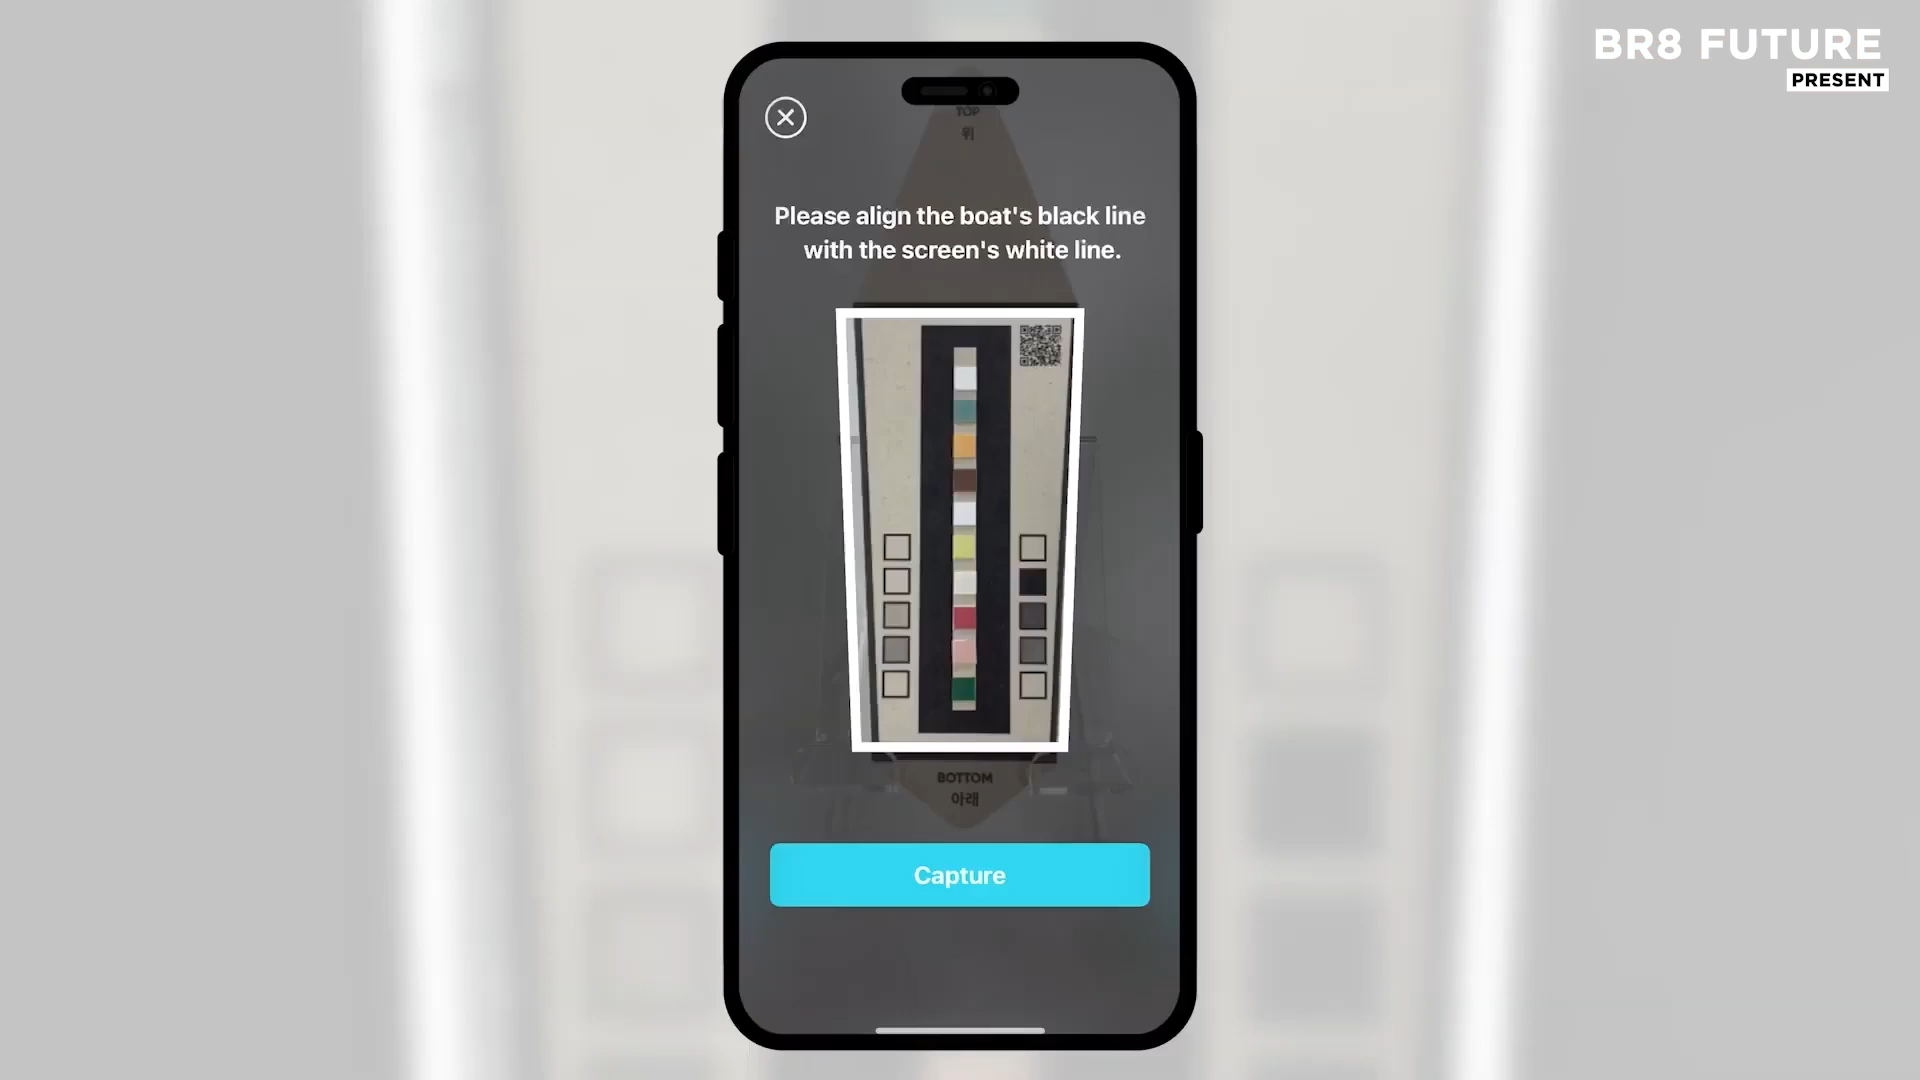 BR8 FUTURE
PRESENT
TOP
위
Please align the boat's black line
with the screen's white line.
BOTTOM
아래
Capture